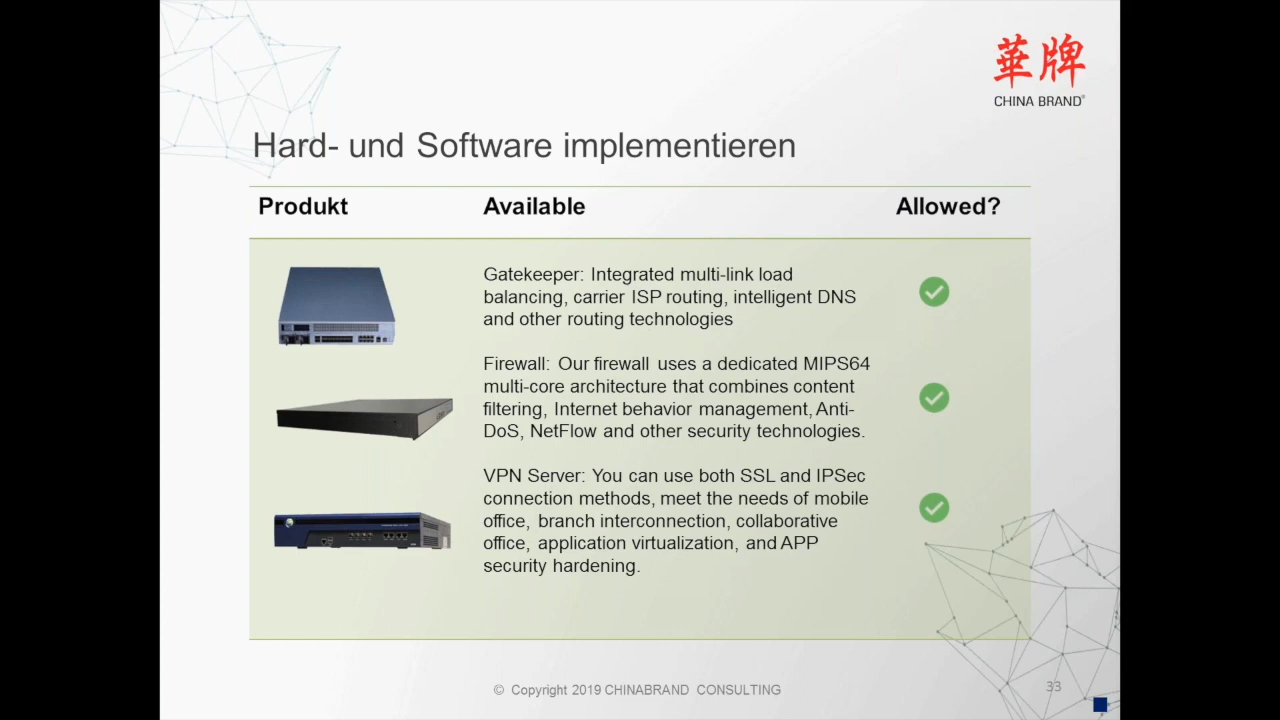 華牌
CHINA BRAND®
Hard- und Software implementieren
Produkt
Available
Allowed?
Gatekeeper: Integrated multi-link load
balancing, carrier ISP routing, intelligent DNS
and other routing technologies
Firewall: Our firewall uses a dedicated MIPS64
multi-core architecture that combines content
filtering, Internet behavior management, Anti-
DoS, NetFlow and other security technologies.
VPN Server: You can use both SSL and IPSec
connection methods, meet the needs of mobile
office, branch interconnection, collaborative
office, application virtualization, and APP
security hardening.
© Copyright 2019 CHINABRAND CONSULTING
33